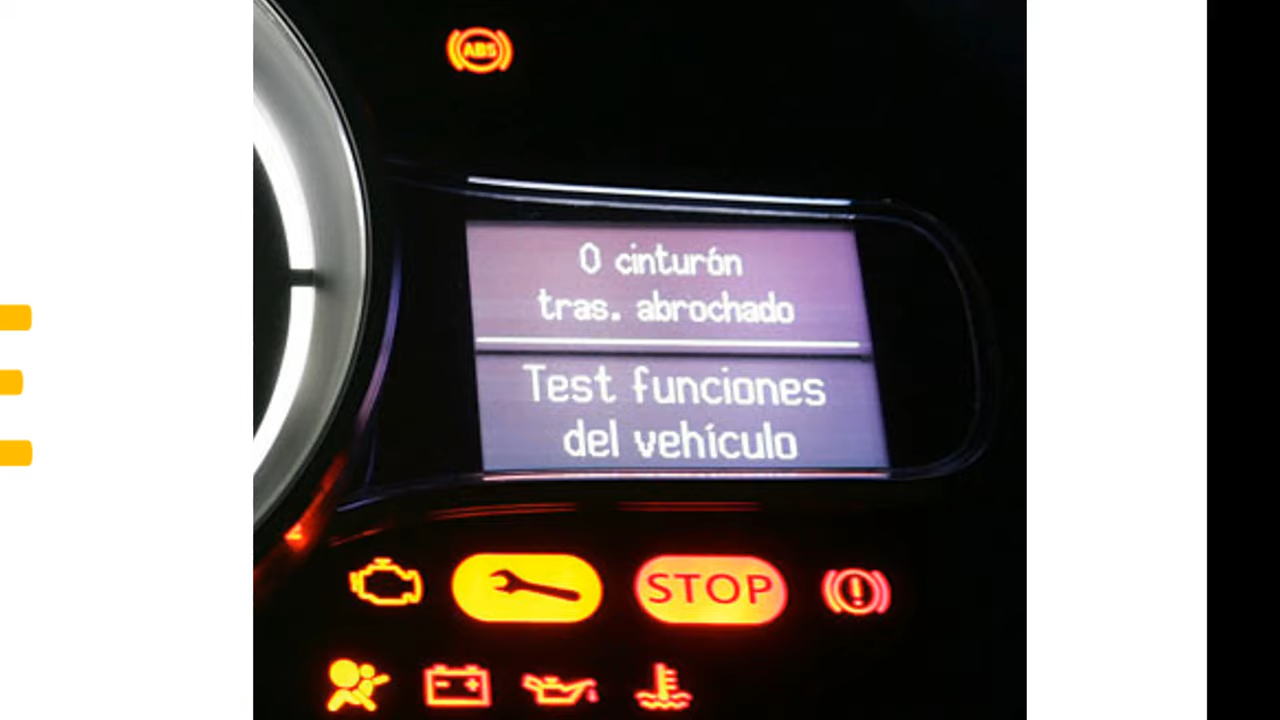 ABS
0 cinturón
tras. abrochado
Test funciones
del vehículo
STOP